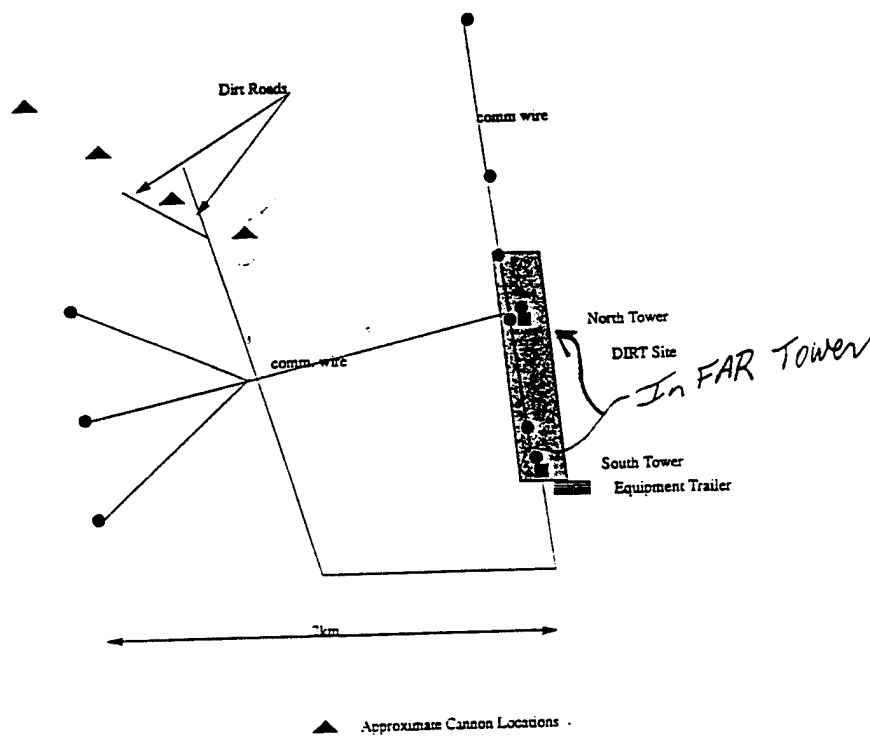 Dirt Roads
comm wire
North Tower
DIRT Site
In FAR Tower
comm. wire
South Tower
Equipment Trailer
Approximate Cannon Locations